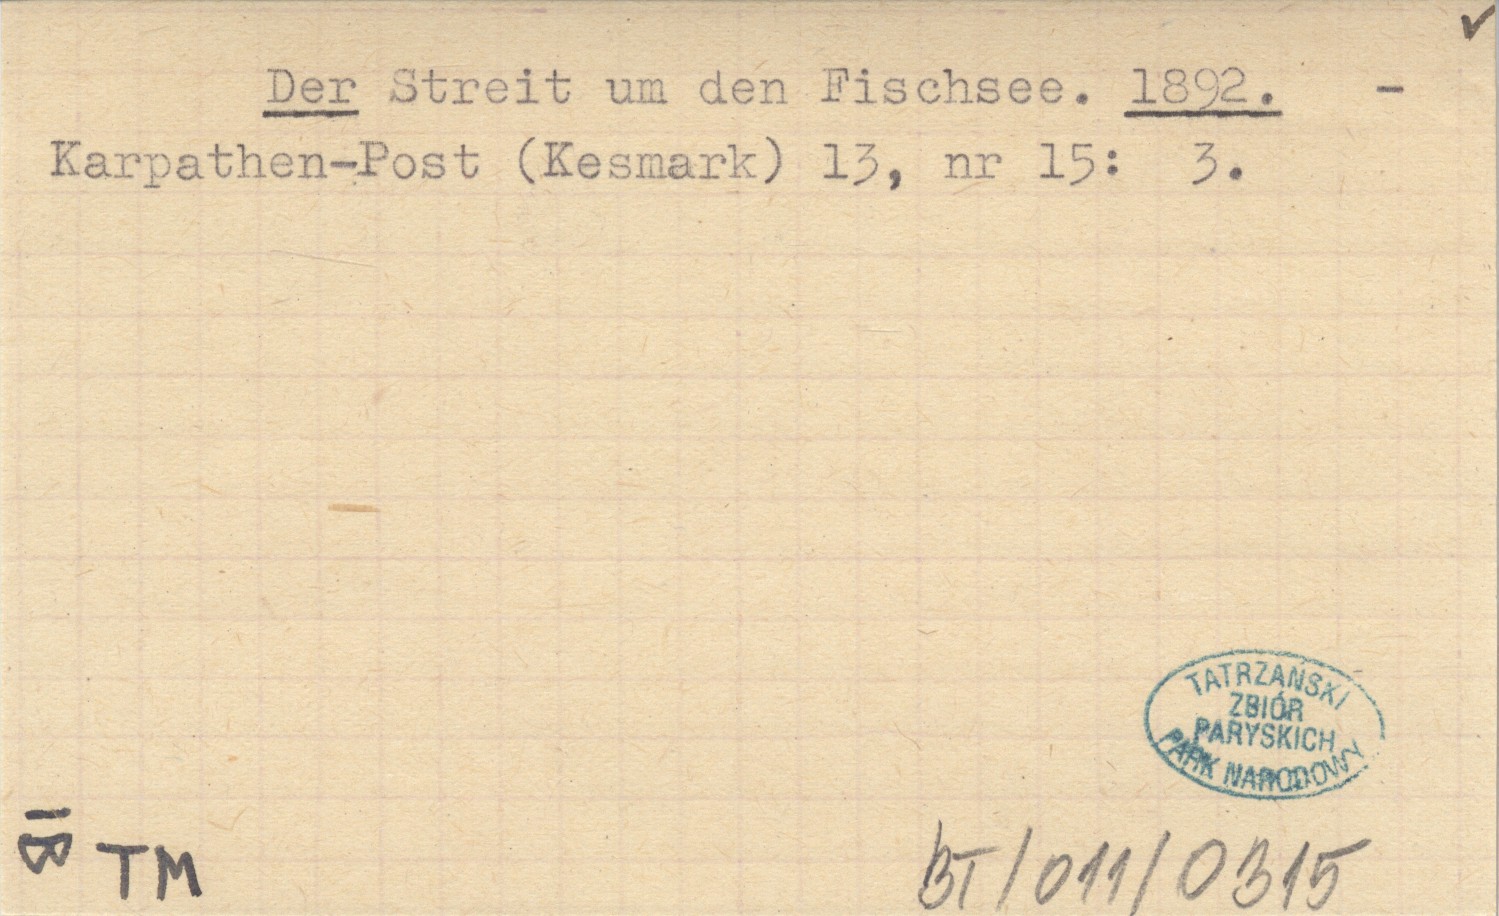 Der Streit um den Fischsee. 1892. -
Karpathen-Post (Kesmark) 13, nr 15: 3.
TATRZAŃSKI
ZBIÓR
PARYSKICH
PARK NARODOWY
TM
BT/011/0315